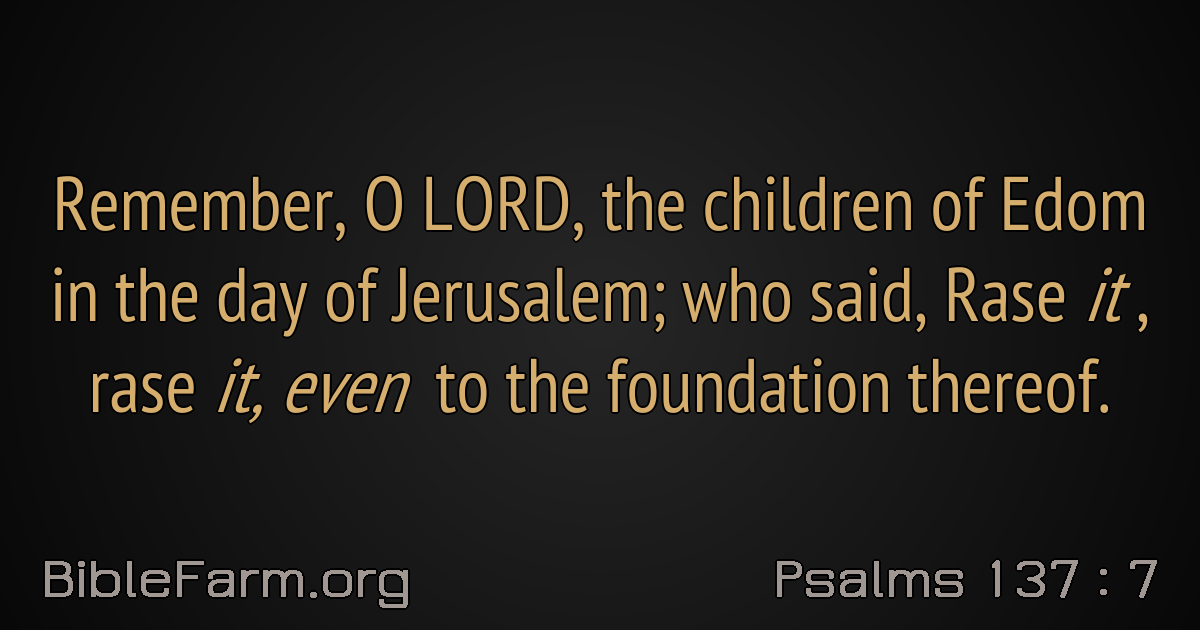 Remember, O LORD, the children of Edom
in the day of Jerusalem; who said, Rase it ,
rase it, even to the foundation thereof.
BibleFarm.org
Psalms 137 : 7